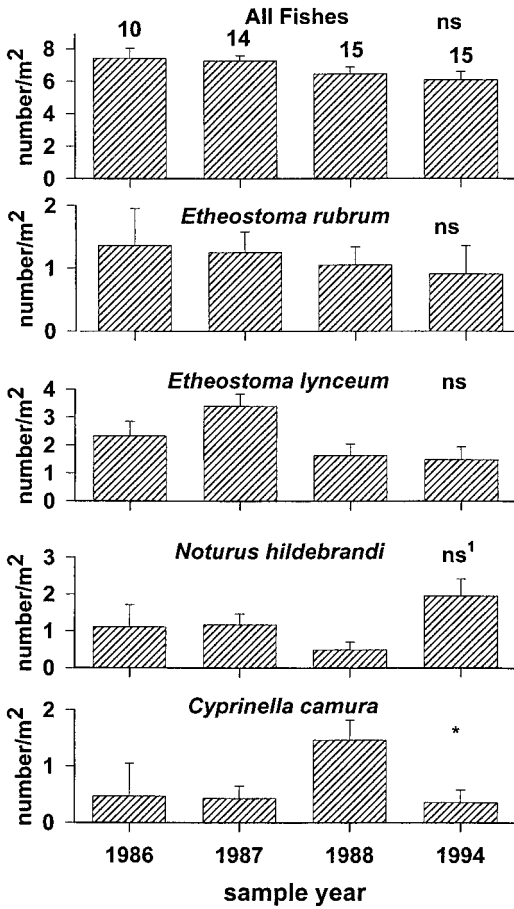 All Fishes ns
10 14 15 15
number/m²
8
6
4
2
0
Etheostoma rubrum ns
number/m²
2
1
0
Etheostoma lynceum ns
number/m²
4
3
2
1
0
Noturus hildebrandi ns¹
number/m²
3
2
1
0
Cyprinella camura *
number/m²
2
1
0
1986 1987 1988 1994
sample year